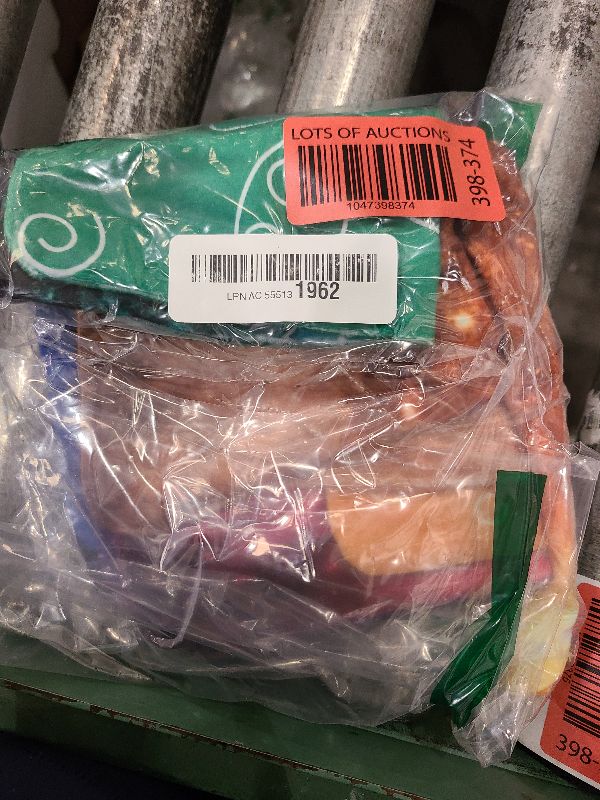 LOTS OF AUCTIONS
1047398374
398-374
LPN AC 55513 1962
398-